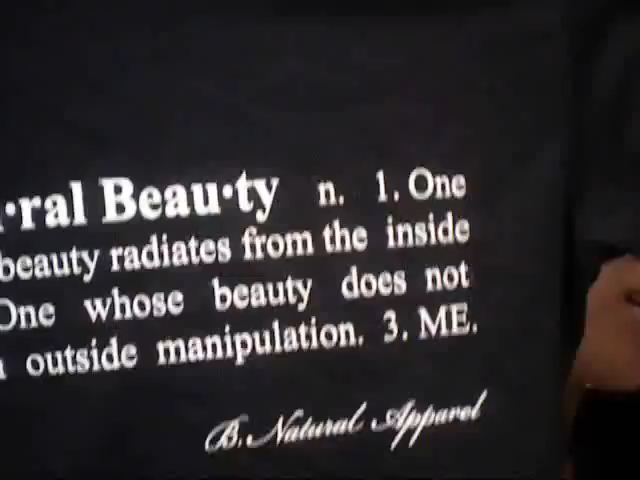 ral Beau·ty n. 1. One
beauty radiates from the inside
One whose beauty does not
outside manipulation. 3. ME.
B. Natural Apparel